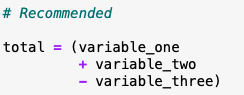 # Recommended
total = (variable_one
+ variable_two
- variable_three)